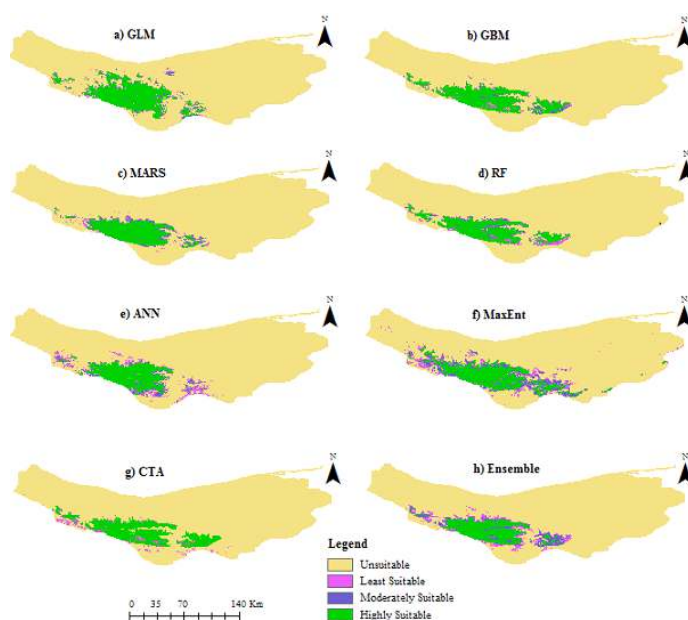 a) GLM
N
b) GBM
N
c) MARS
N
d) RF
N
e) ANN
N
f) MaxEnt
N
g) CTA
N
h) Ensemble
N
Legend
Unsuitable
Least Suitable
Moderately Suitable
Highly Suitable
0 35 70 140 Km